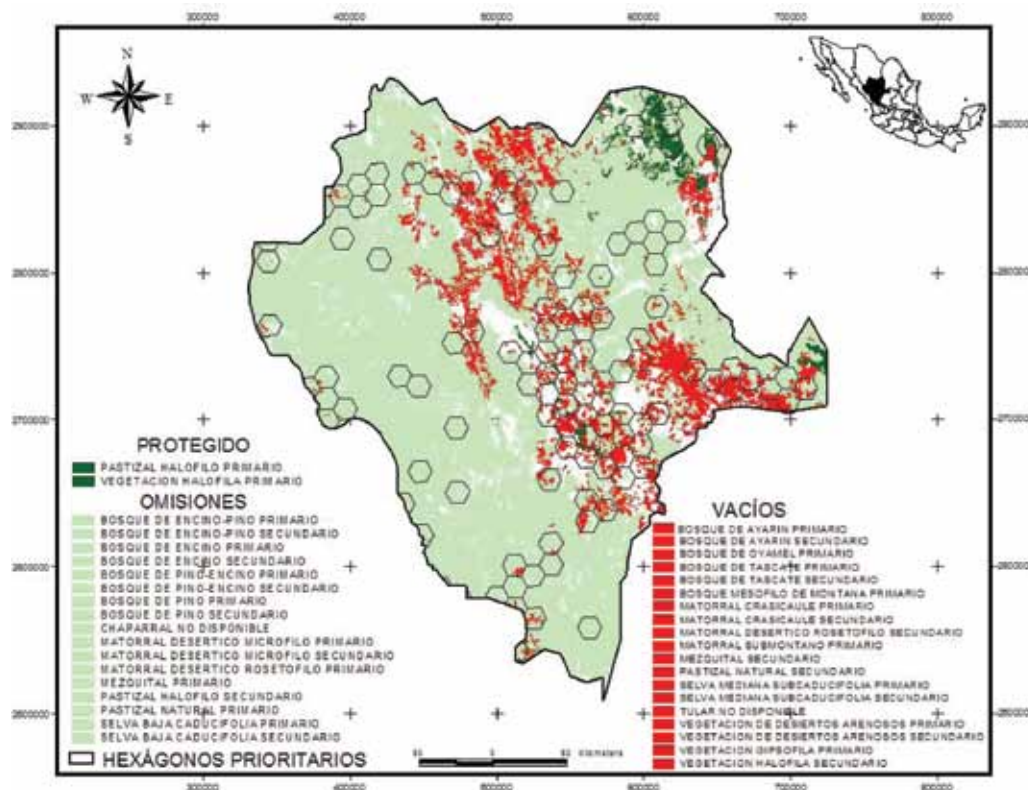 300000 400000 500000 600000 700000 800000
N
W E
S
PROTEGIDO
PASTIZAL HALOFILO PRIMARIO
VEGETACION HALOFILA PRIMARIO
OMISIONES
BOSQUE DE ENCINO-PINO PRIMARIO
BOSQUE DE ENCINO-PINO SECUNDARIO
BOSQUE DE ENCINO PRIMARIO
BOSQUE DE ENCINO SECUNDARIO
BOSQUE DE PINO-ENCINO PRIMARIO
BOSQUE DE PINO-ENCINO SECUNDARIO
BOSQUE DE PINO PRIMARIO
BOSQUE DE PINO SECUNDARIO
CHAPARRAL NO DISPONIBLE
MATORRAL DESERTICO MICROFILO PRIMARIO
MATORRAL DESERTICO MICROFILO SECUNDARIO
MATORRAL DESERTICO ROSETOFILO PRIMARIO
MEZQUITAL PRIMARIO
PASTIZAL HALOFILO SECUNDARIO
PASTIZAL NATURAL PRIMARIO
SELVA BAJA CADUCIFOLIA PRIMARIO
SELVA BAJA CADUCIFOLIA SECUNDARIO
HEXÁGONOS PRIORITARIOS
VACÍOS
BOSQUE DE AYARIN PRIMARIO
BOSQUE DE AYARIN SECUNDARIO
BOSQUE DE OYAMEL PRIMARIO
BOSQUE DE TASCATE PRIMARIO
BOSQUE DE TASCATE SECUNDARIO
BOSQUE MESOFILO DE MONTANA PRIMARIO
MATORRAL CRASICAULE PRIMARIO
MATORRAL CRASICAULE SECUNDARIO
MATORRAL DESERTICO ROSETOFILO SECUNDARIO
MATORRAL SUBMONTANO PRIMARIO
MEZQUITAL SECUNDARIO
PASTIZAL NATURAL SECUNDARIO
SELVA MEDIANA SUBCADUCIFOLIA PRIMARIO
SELVA MEDIANA SUBCADUCIFOLIA SECUNDARIO
TULAR NO DISPONIBLE
VEGETACION DE DESIERTOS ARENOSOS PRIMARIO
VEGETACION DE DESIERTOS ARENOSOS SECUNDARIO
VEGETACION GIPSOFILA PRIMARIO
VEGETACION HALOFILA SECUNDARIO
300000 400000 500000 600000 700000 800000